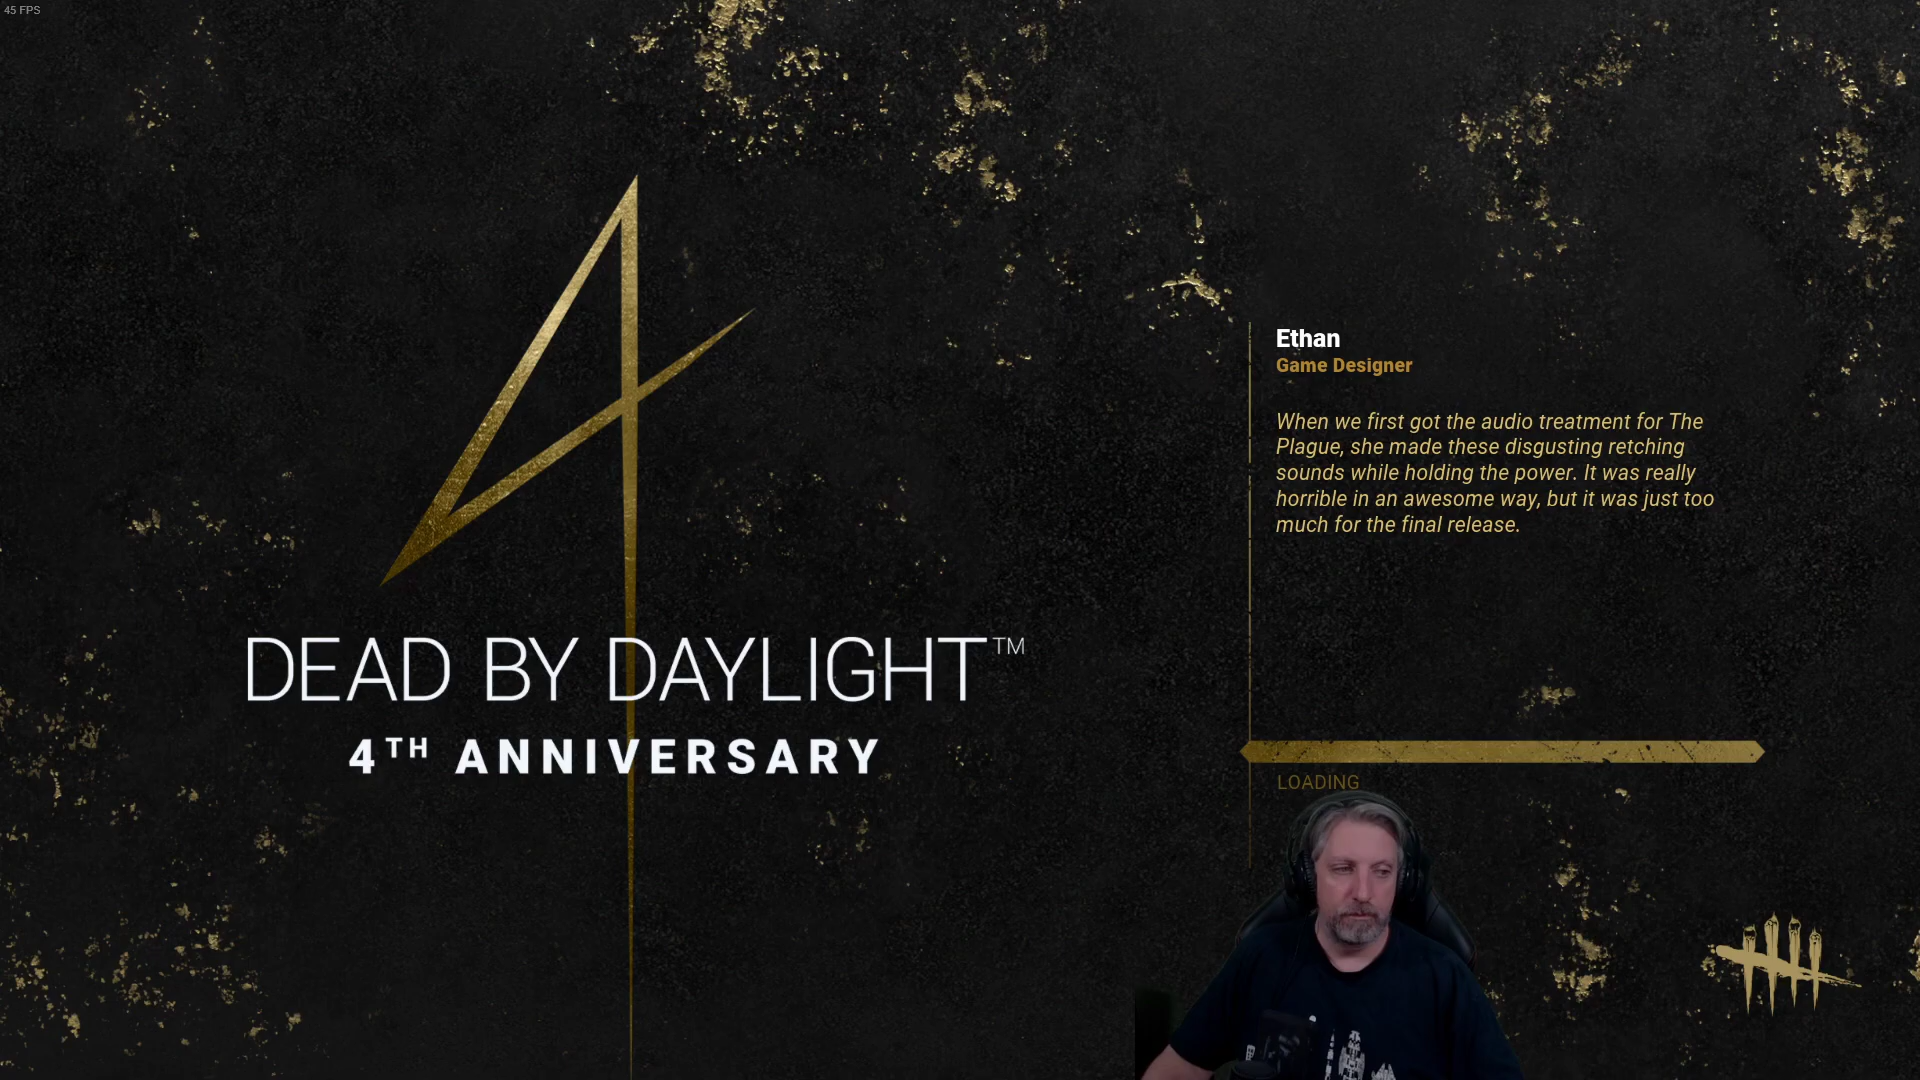 45 FPS
Ethan
Game Designer
When we first got the audio treatment for The
Plague, she made these disgusting retching
sounds while holding the power. It was really
horrible in an awesome way, but it was just too
much for the final release.
DEAD BY DAYLIGHT™
4TH ANNIVERSARY
LOADING